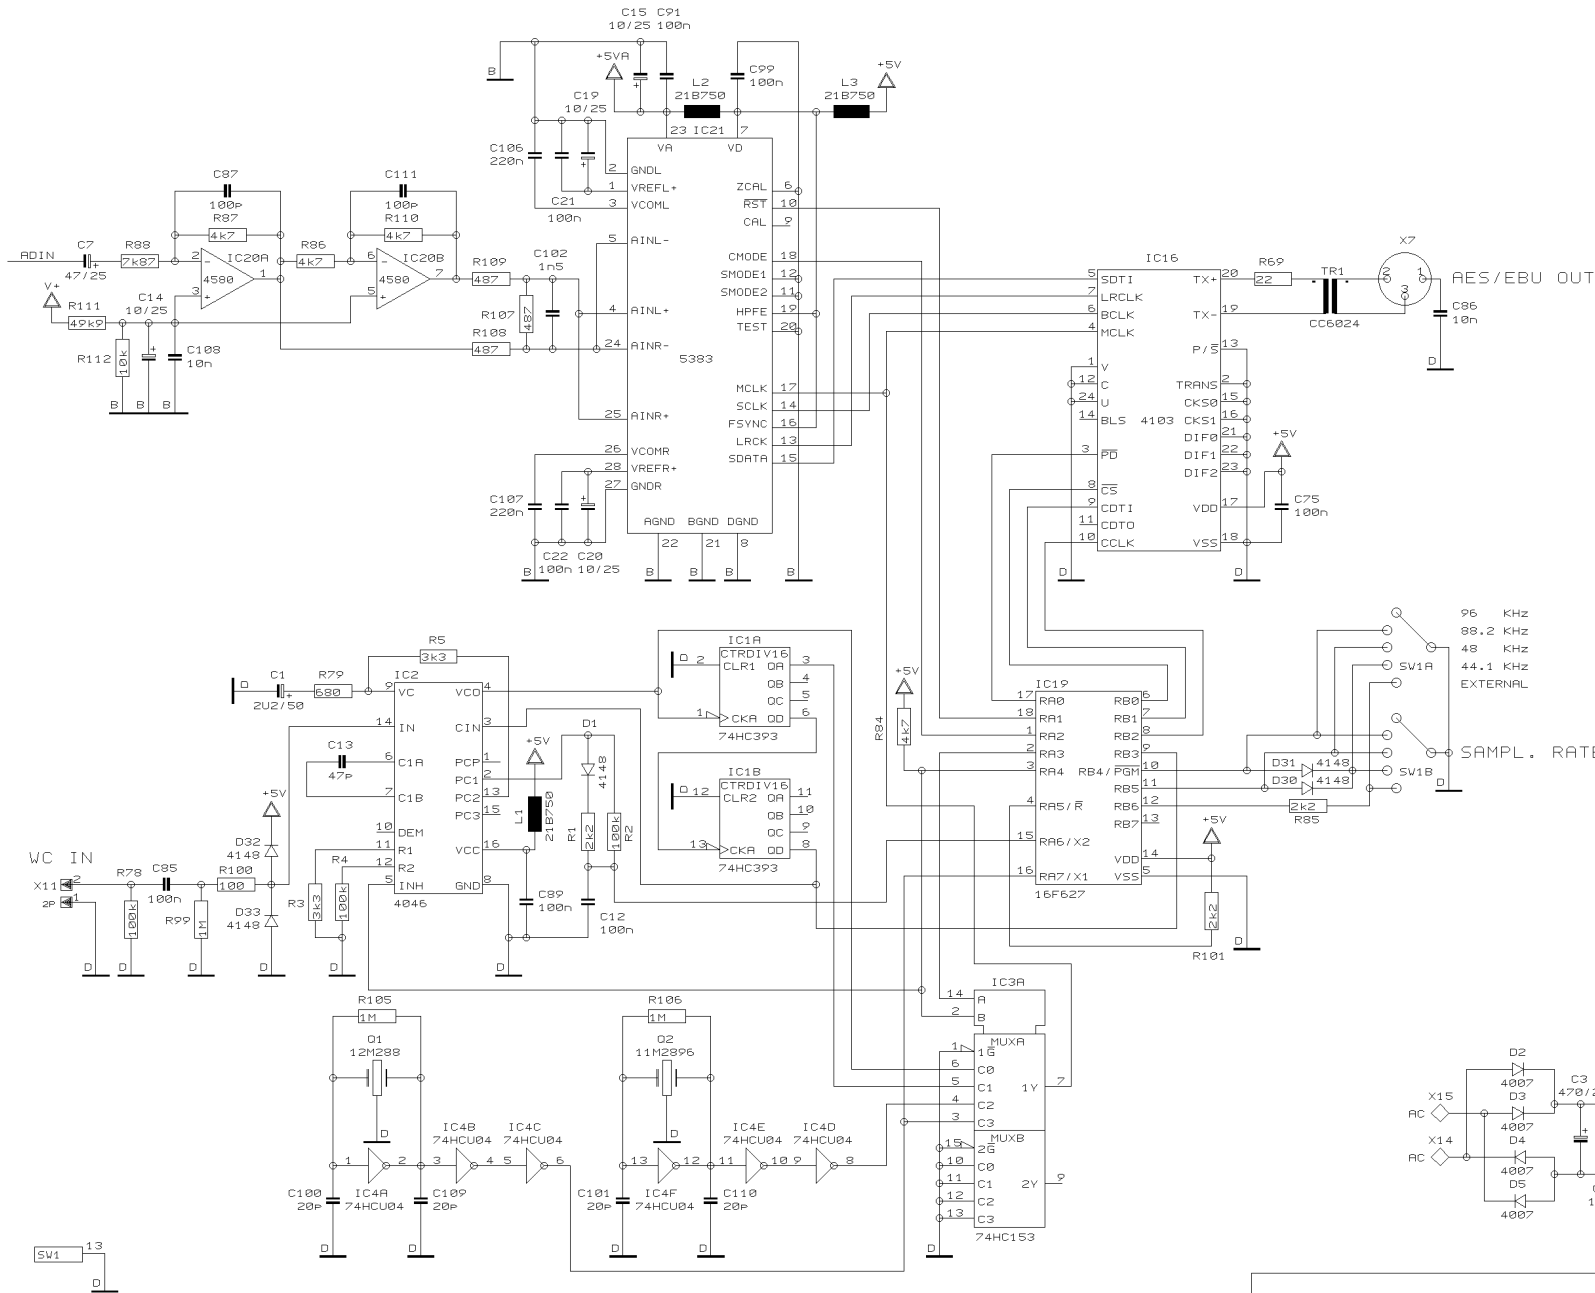 C15 C91
10/25 100n
+5VA
B
C99
100n
L2
21B750
L3
21B750
+5V
C19
10/25
23 IC21 7
VA VD
C106
220n
2 GNDL
1 VREFL+
3 VCOML
C21
100n
5 AINL-
4 AINL+
24 AINR-
25 AINR+
26 VCOMR
28 VREFR+
27 GNDR
5383
ZCAL 6
RST 10
CAL 9
CMODE 18
SMODE1 12
SMODE2 11
HPFE 19
TEST 20
MCLK 17
SCLK 14
FSYNC 16
LRCK 13
SDATA 15
AGND BGND DGND
22 21 8
B B B B B
C107
220n
C22 C20
100n 10/25
C87
100p
R87
4k7
C111
100p
R110
4k7
ADIN
C7
47/25
R88
7k87
2 IC20A
4580 1
3
R86
4k7
6 IC20B
4580 7
5
R109
487
C102
1n5
R107
487
R108
487
V+
R111
49k9
C14
10/25
R112
10k
C108
10n
B B B
IC16
5 SDTI
7 LRCLK
6 BCLK
4 MCLK
1 V
12 C
24 U
14 BLS
4103
3 PD
8 CS
9 CDTI
11 CDTO
10 CCLK
TX+ 20
TX- 19
P/S 13
TRANS 2
CKS0 15
CKS1 16
DIF0 21
DIF1 22
DIF2 23
VDD 17
VSS 18
D D
R69
22
TR1
CC6024
X7
2 1
3
AES/EBU OUT
C86
10n
D
+5V
C75
100n
R5
3k3
D
C1
2U2/50
R79
680
IC2
9 VC
14 IN
6 C1A
7 C1B
10 DEM
11 R1
12 R2
5 INH
VCO 4
CIN 3
PCP 1
PC1 2
PC2 13
PC3 15
VCC 16
GND 8
4046
C13
47p
IC1A
CTRDIV16
D 2 CLR1
QA 3
QB 4
QC 5
1 CKA QD 6
74HC393
IC1B
CTRDIV16
D 12 CLR2
QA 11
QB 10
QC 9
13 CKA QD 8
74HC393
+5V
L1
21B750
D1
4148
R1
2k2
R2
100k
C89
100n
C12
100n
D
+5V
D32
4148
D33
4148
WC IN
X11 2
2P 1
R78
100k
C85
100n
R99
1M
R100
100
R3
3k3
R4
100k
D D D D D
R84
+5V
4k7
IC19
17 RA0
18 RA1
1 RA2
2 RA3
3 RA4
4 RA5/R
15 RA6/X2
16 RA7/X1
RB0 6
RB1 7
RB2 8
RB3 9
RB4/PGM 10
RB5 11
RB6 12
RB7 13
VDD 14
VSS 5
16F627
+5V
2k2
R101
D
D31 4148
D30 4148
2k2
R85
SW1A
96 KHz
88.2 KHz
48 KHz
44.1 KHz
EXTERNAL
SW1B
SAMPL. RATE
D
R105
1M
Q1
12M288
D
1 2
IC4A
74HCU04
IC4B
74HCU04
3 4
IC4C
74HCU04
5 6
C100
20p
C109
20p
D D
R106
1M
Q2
11M2896
D
13 12
IC4F
74HCU04
IC4E
74HCU04
11 10
IC4D
74HCU04
9 8
C101
20p
C110
20p
D D
IC3A
14 A
2 B
MUXA
1 1G
6 C0
5 C1
4 C2
3 C3
1Y 7
MUXB
15 2G
10 C0
11 C1
12 C2
13 C3
2Y 9
74HC153
D
X15
AC
X14
AC
D2
4007
D3
4007
D4
4007
D5
4007
C3
SW1 13
D